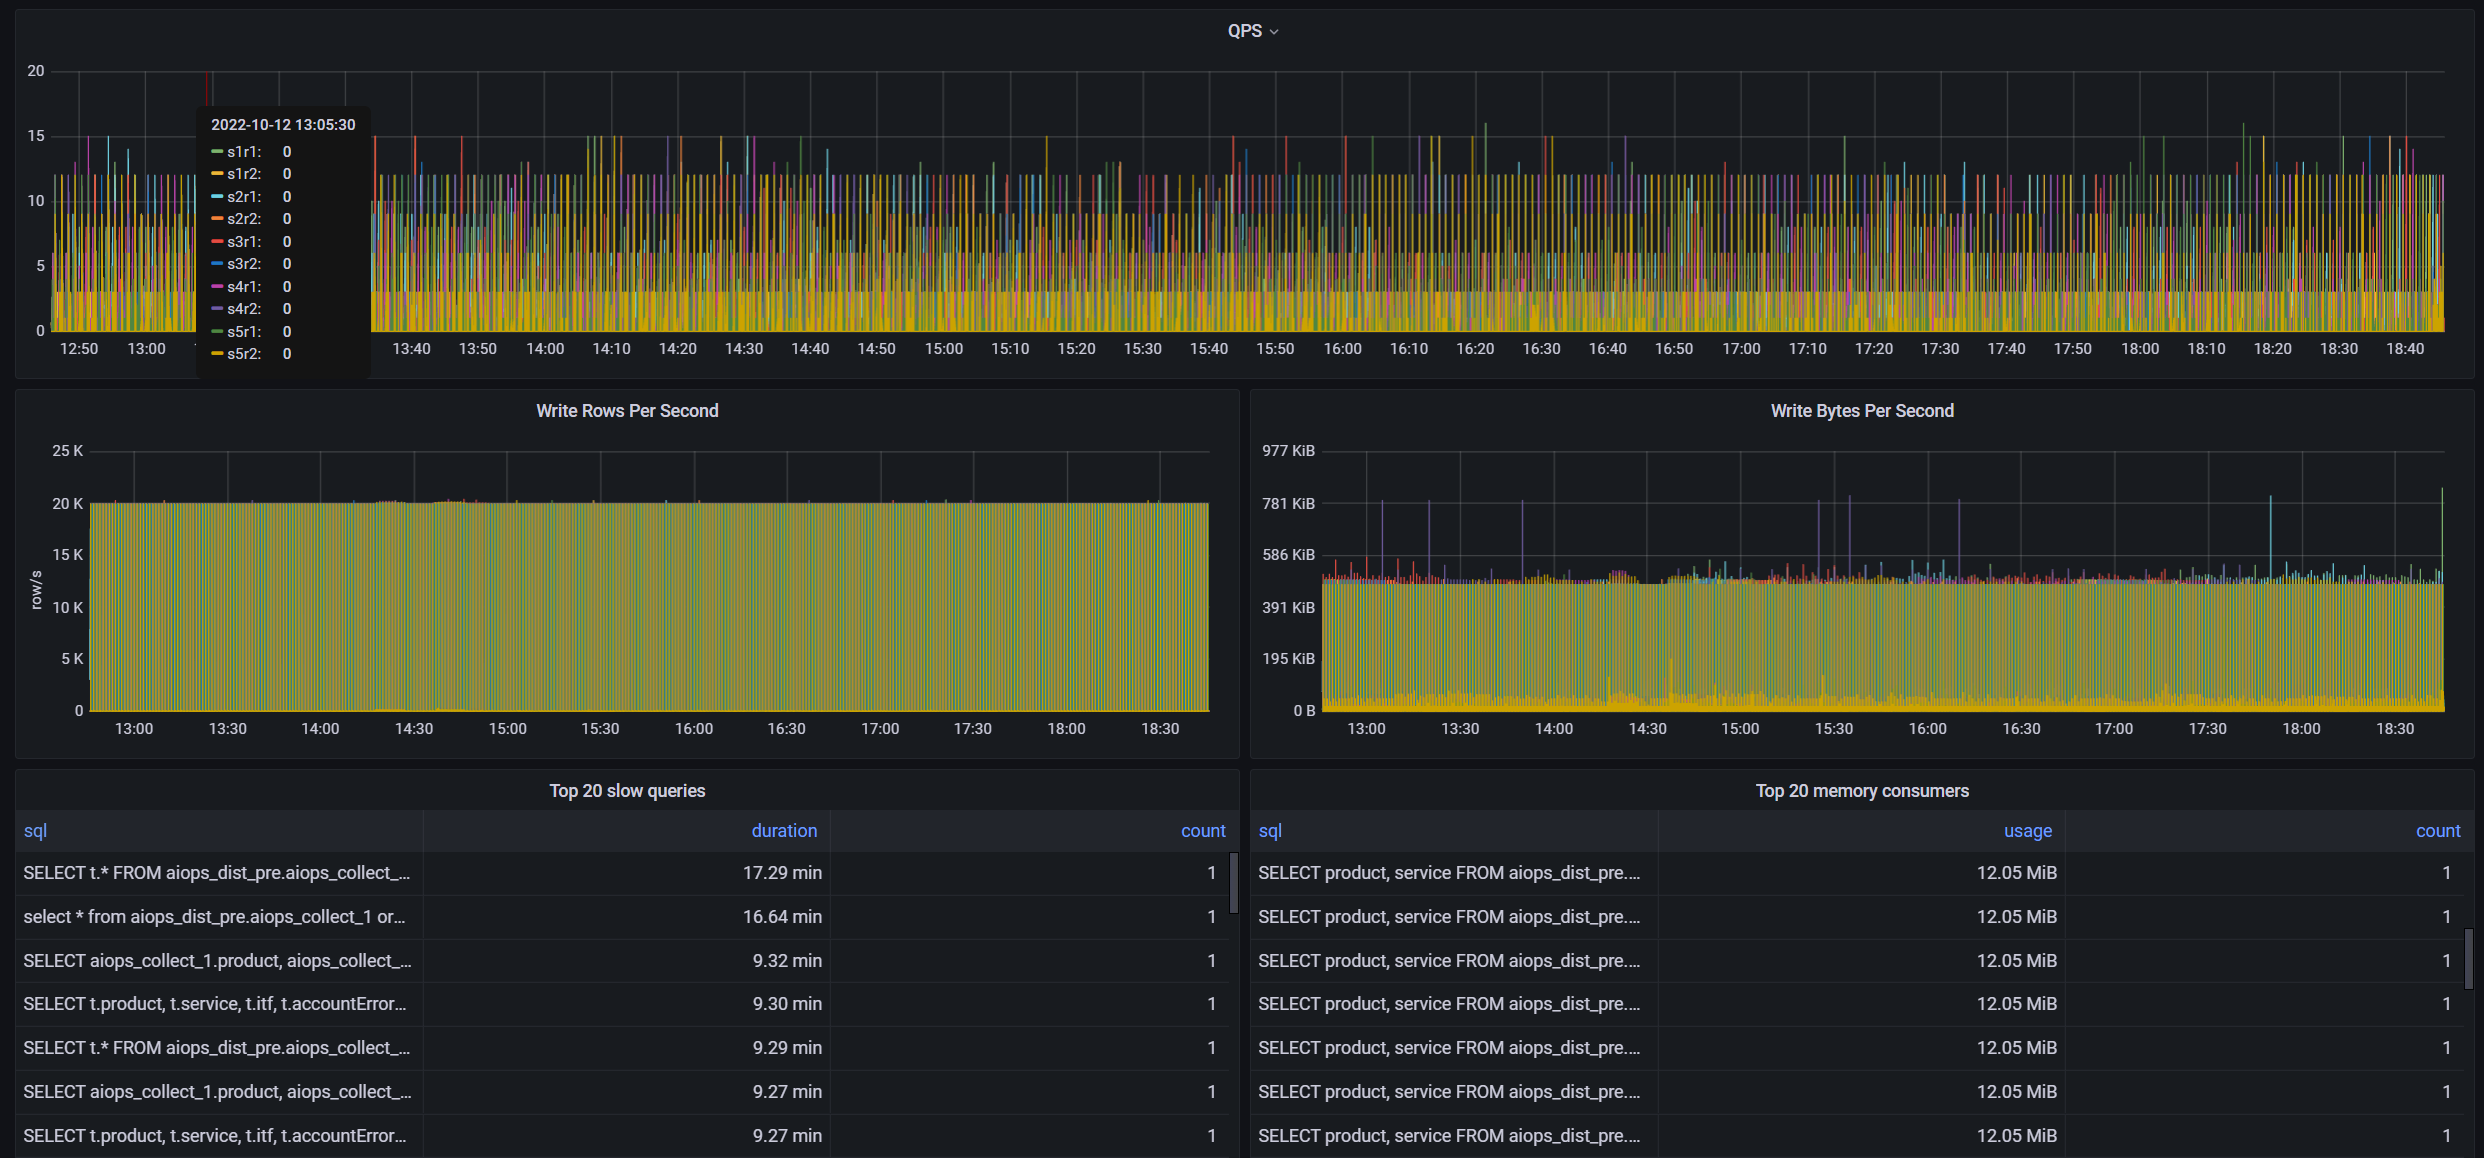 QPS
20
15
10
5
0
2022-10-12 13:05:30
s1r1: 0
s1r2: 0
s2r1: 0
s2r2: 0
s3r1: 0
s3r2: 0
s4r1: 0
s4r2: 0
s5r1: 0
s5r2: 0
12:50 13:00 13:40 13:50 14:00 14:10 14:20 14:30 14:40 14:50 15:00 15:10 15:20 15:30 15:40 15:50 16:00 16:10 16:20 16:30 16:40 16:50 17:00 17:10 17:20 17:30 17:40 17:50 18:00 18:10 18:20 18:30 18:40
Write Rows Per Second
25 K
20 K
15 K
10 K
5 K
0
row/s
13:00 13:30 14:00 14:30 15:00 15:30 16:00 16:30 17:00 17:30 18:00 18:30
Write Bytes Per Second
977 KiB
781 KiB
586 KiB
391 KiB
195 KiB
0 B
13:00 13:30 14:00 14:30 15:00 15:30 16:00 16:30 17:00 17:30 18:00 18:30
Top 20 slow queries
sql duration count
SELECT t.* FROM aiops_dist_pre.aiops_collect_... 17.29 min 1
select * from aiops_dist_pre.aiops_collect_1 or... 16.64 min 1
SELECT aiops_collect_1.product, aiops_collect_... 9.32 min 1
SELECT t.product, t.service, t.itf, t.accountError... 9.30 min 1
SELECT t.* FROM aiops_dist_pre.aiops_collect_... 9.29 min 1
SELECT aiops_collect_1.product, aiops_collect_... 9.27 min 1
SELECT t.product, t.service, t.itf, t.accountError... 9.27 min 1
Top 20 memory consumers
sql usage count
SELECT product, service FROM aiops_dist_pre.... 12.05 MiB 1
SELECT product, service FROM aiops_dist_pre.... 12.05 MiB 1
SELECT product, service FROM aiops_dist_pre.... 12.05 MiB 1
SELECT product, service FROM aiops_dist_pre.... 12.05 MiB 1
SELECT product, service FROM aiops_dist_pre.... 12.05 MiB 1
SELECT product, service FROM aiops_dist_pre.... 12.05 MiB 1
SELECT product, service FROM aiops_dist_pre.... 12.05 MiB 1